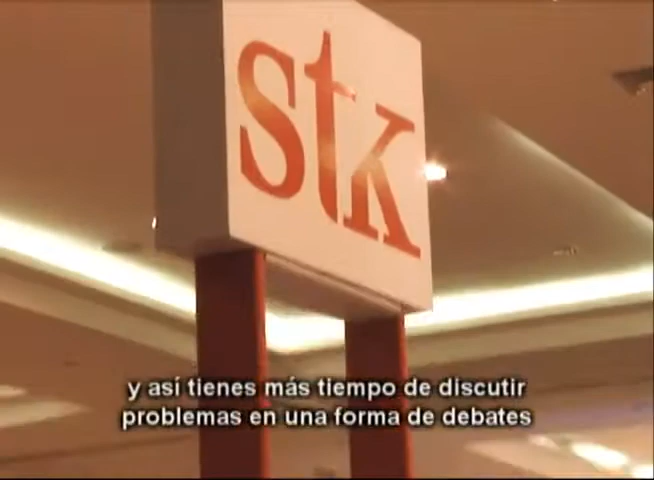 stk
y así tienes más tiempo de discutir
problemas en una forma de debates